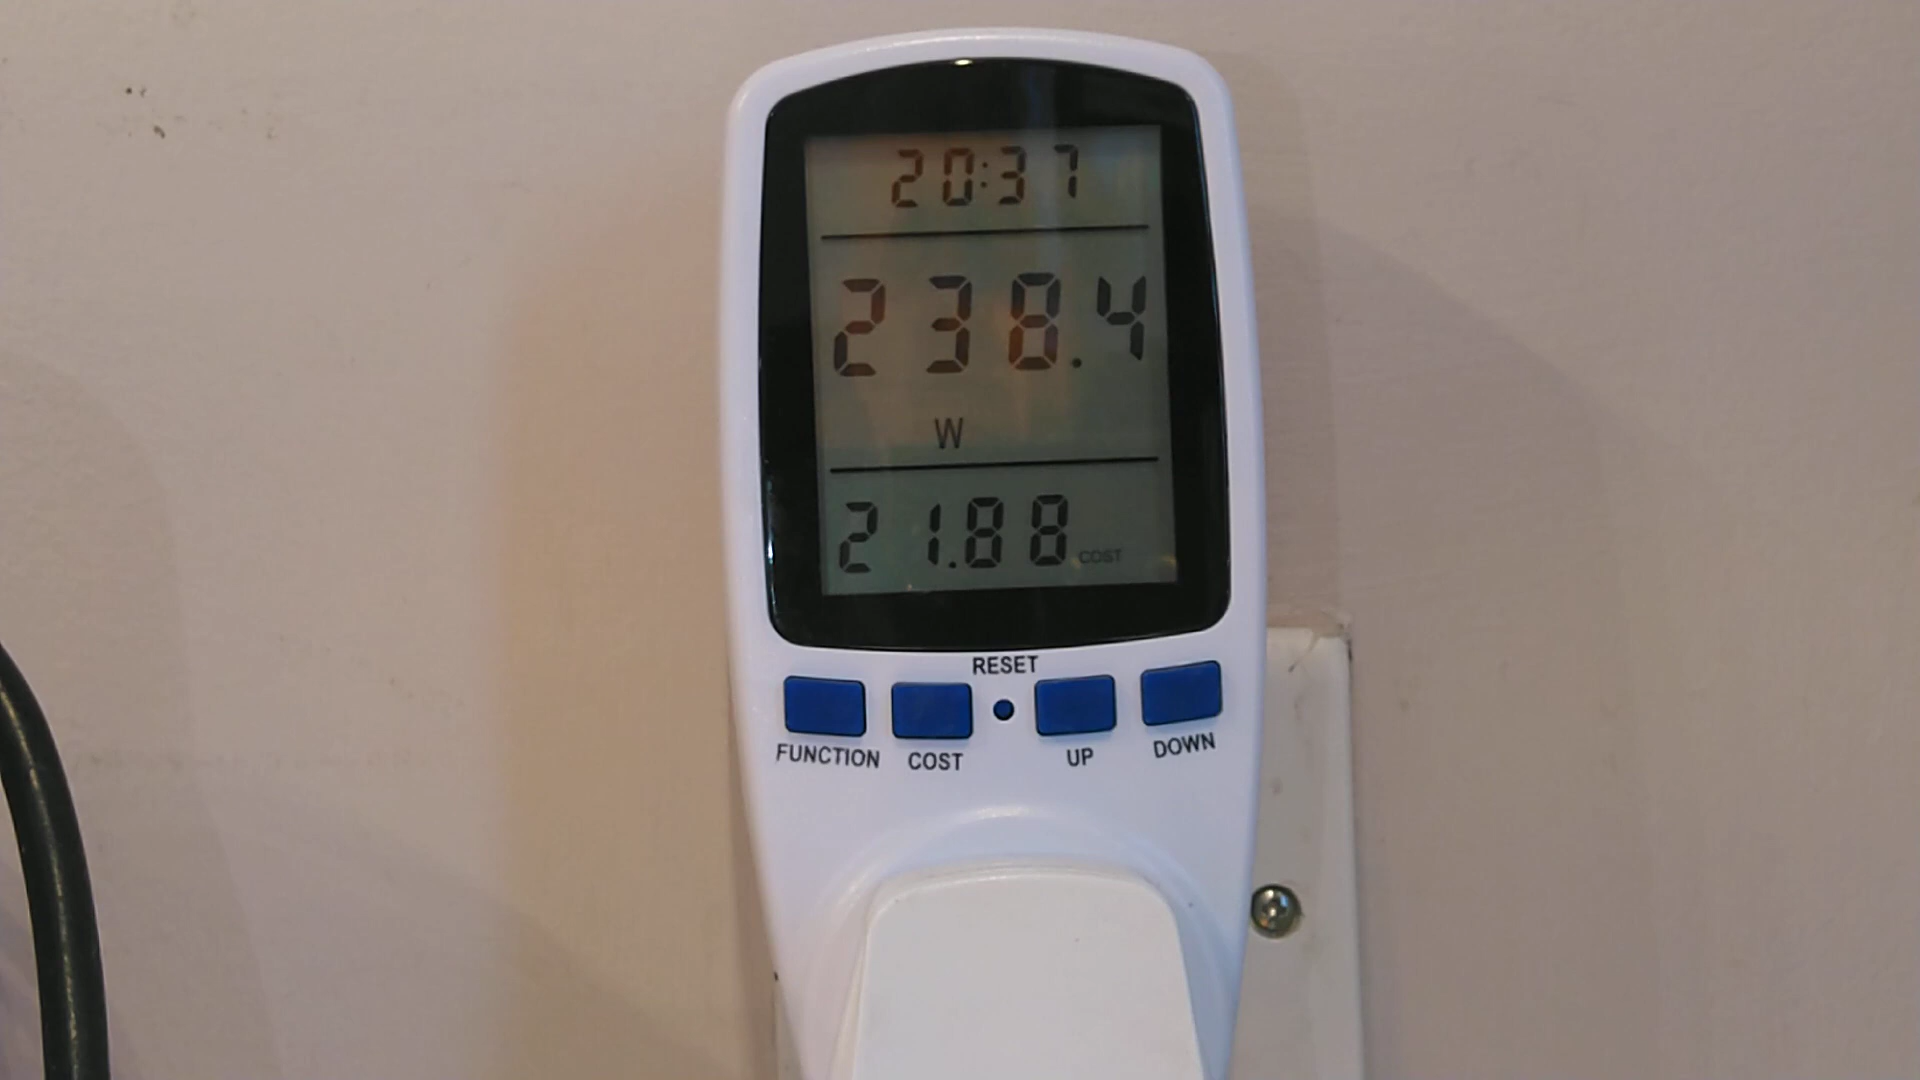 20:37
238.4
W
21.88 COST
RESET
FUNCTION COST UP DOWN